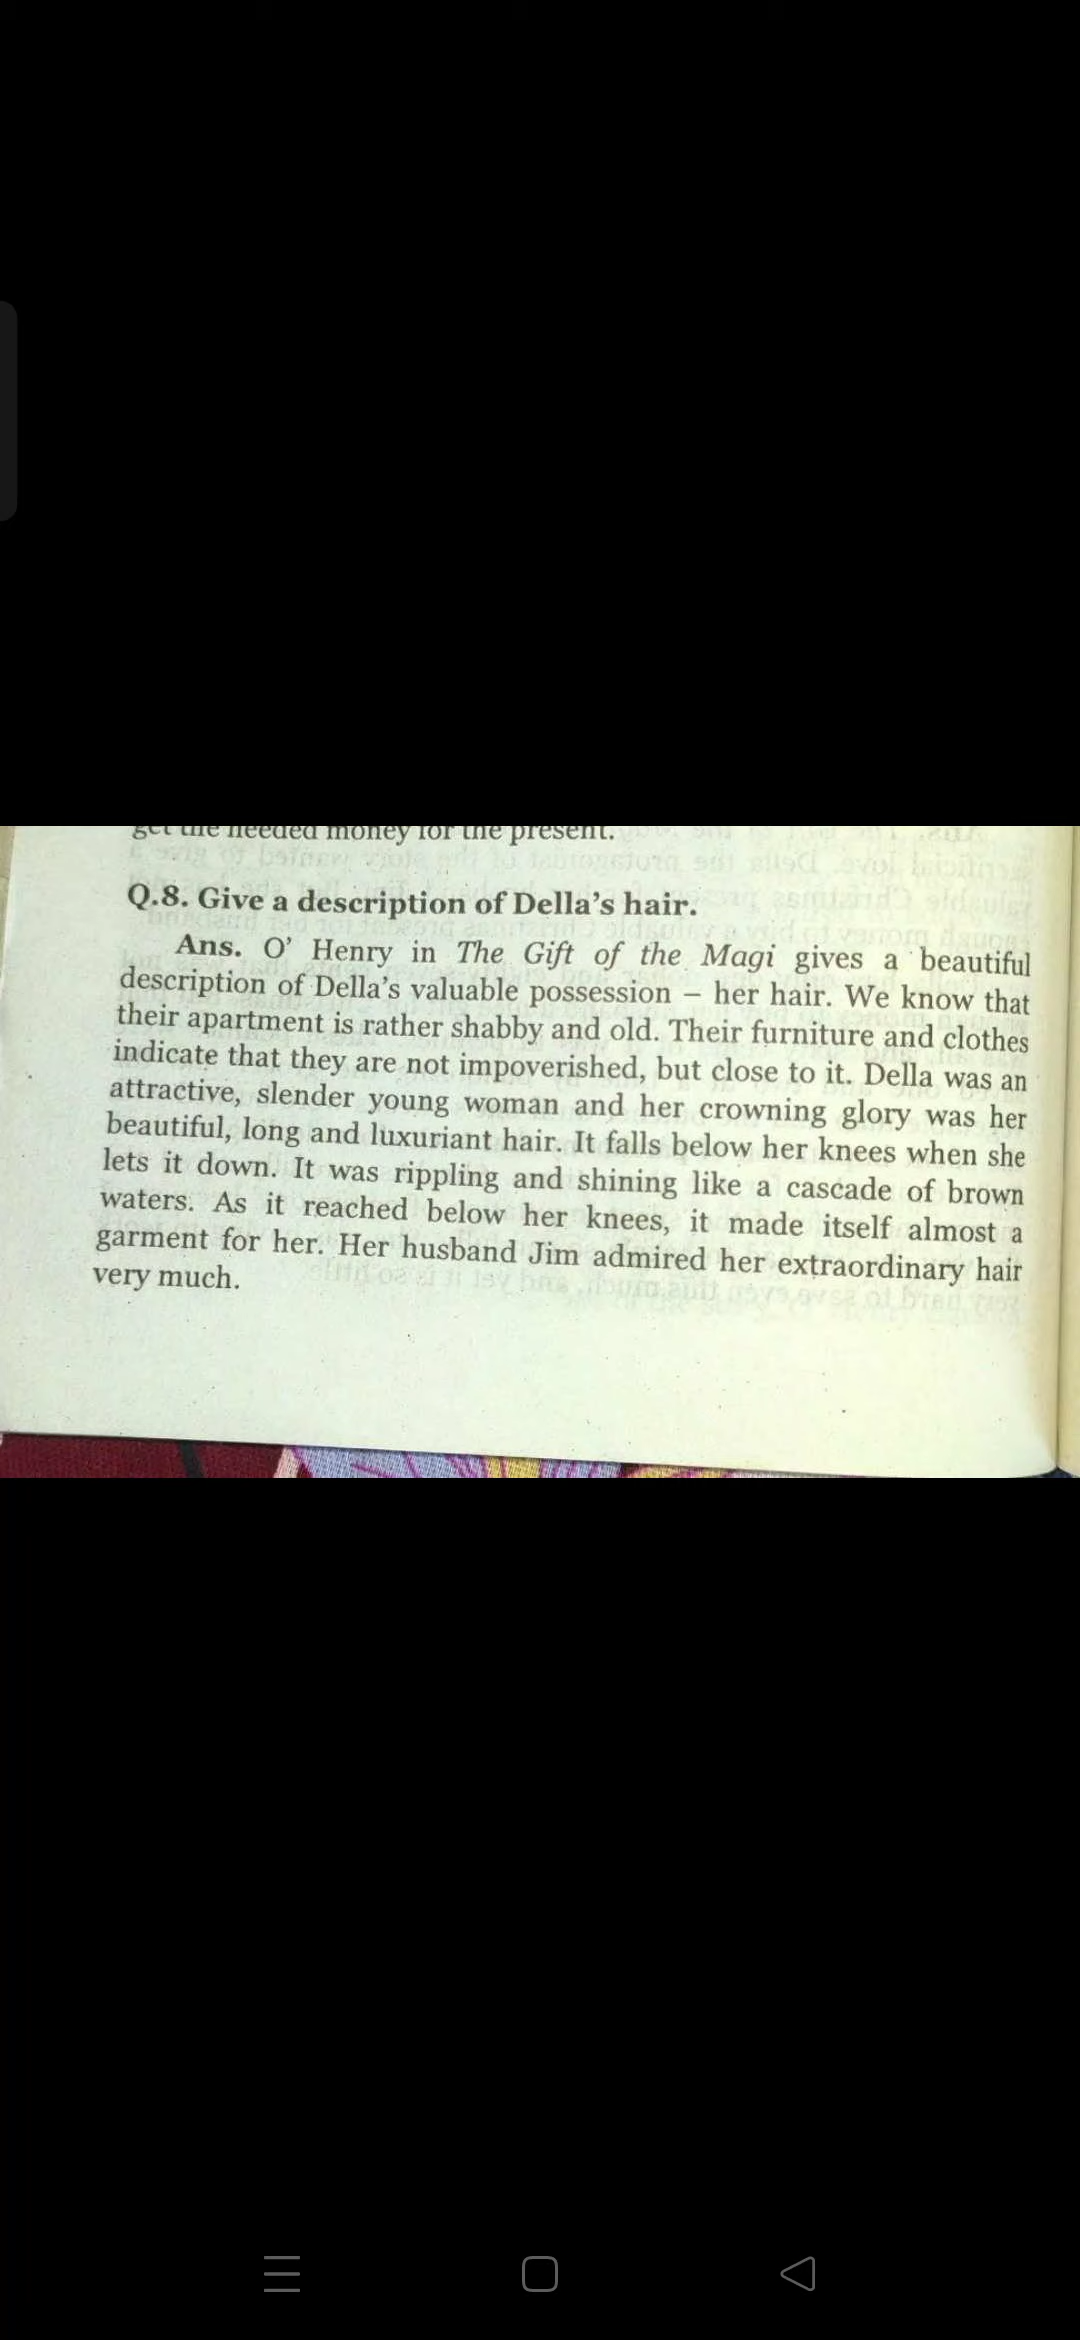 get the needed money for the present.
Q.8. Give a description of Della's hair.
Ans. O' Henry in The Gift of the Magi gives a beautiful
description of Della's valuable possession – her hair. We know that
their apartment is rather shabby and old. Their furniture and clothes
indicate that they are not impoverished, but close to it. Della was an
attractive, slender young woman and her crowning glory was her
beautiful, long and luxuriant hair. It falls below her knees when she
lets it down. It was rippling and shining like a cascade of brown
waters. As it reached below her knees, it made itself almost a
garment for her. Her husband Jim admired her extraordinary hair
very much.